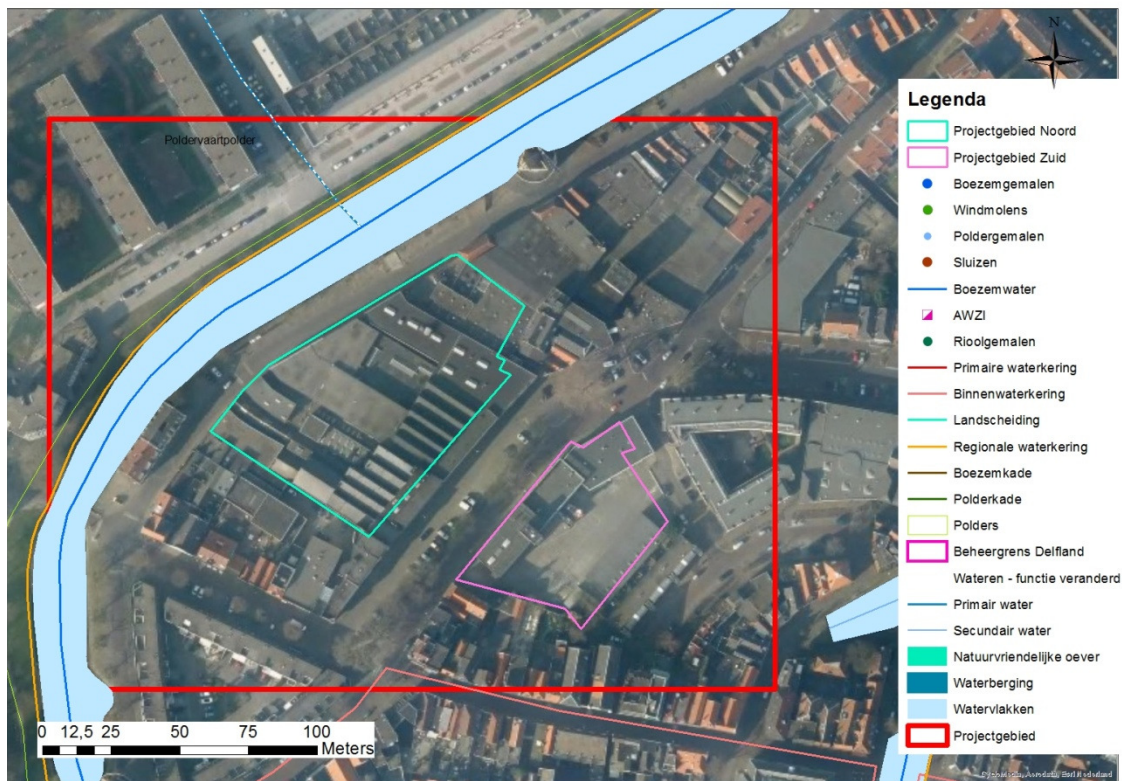 N
Poldervaartpolder
Legenda
Projectgebied Noord
Projectgebied Zuid
Boezemgemalen
Windmolens
Poldergemalen
Sluizen
Boezemwater
AWZI
Rioolgemalen
Primaire waterkering
Binnenwaterkering
Landscheiding
Regionale waterkering
Boezemkade
Polderkade
Polders
Beheergrens Delfland
Wateren - functie veranderd
Primair water
Secundair water
Natuurvriendelijke oever
Waterberging
Watervlakken
Projectgebied
0 12,5 25 50 75 100
Meters